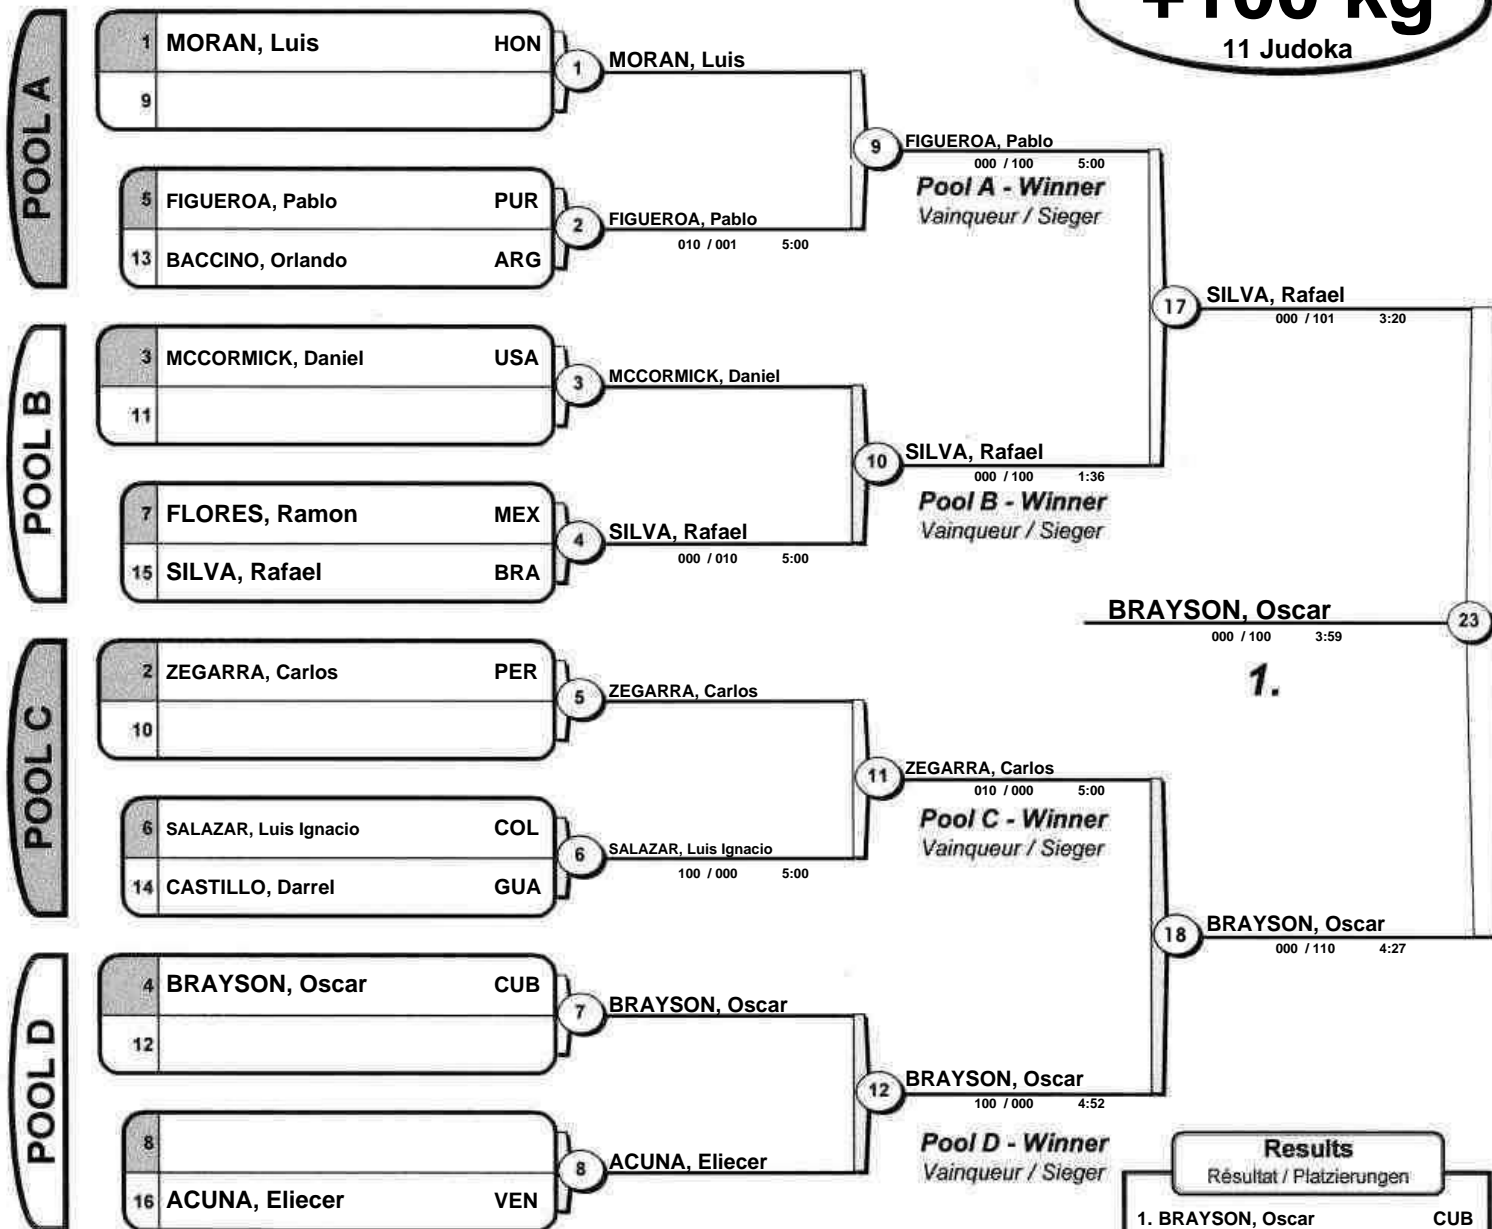 +100 kg
11 Judoka
POOL A
1 MORAN, Luis HON
9
1 MORAN, Luis
5 FIGUEROA, Pablo PUR
13 BACCINO, Orlando ARG
2 FIGUEROA, Pablo
010 / 001 5:00
9 FIGUEROA, Pablo
000 / 100 5:00
Pool A - Winner
Vainqueur / Sieger
POOL B
3 MCCORMICK, Daniel USA
11
3 MCCORMICK, Daniel
7 FLORES, Ramon MEX
15 SILVA, Rafael BRA
4 SILVA, Rafael
000 / 010 5:00
10 SILVA, Rafael
000 / 100 1:36
Pool B - Winner
Vainqueur / Sieger
17 SILVA, Rafael
000 / 101 3:20
BRAYSON, Oscar 23
000 / 100 3:59
1.
POOL C
2 ZEGARRA, Carlos PER
10
5 ZEGARRA, Carlos
6 SALAZAR, Luis Ignacio COL
14 CASTILLO, Darrel GUA
6 SALAZAR, Luis Ignacio
100 / 000 5:00
11 ZEGARRA, Carlos
010 / 000 5:00
Pool C - Winner
Vainqueur / Sieger
POOL D
4 BRAYSON, Oscar CUB
12
7 BRAYSON, Oscar
8
16 ACUNA, Eliecer VEN
8 ACUNA, Eliecer
12 BRAYSON, Oscar
100 / 000 4:52
Pool D - Winner
Vainqueur / Sieger
18 BRAYSON, Oscar
000 / 110 4:27
Results
Résultat / Platzierungen
1. BRAYSON, Oscar CUB